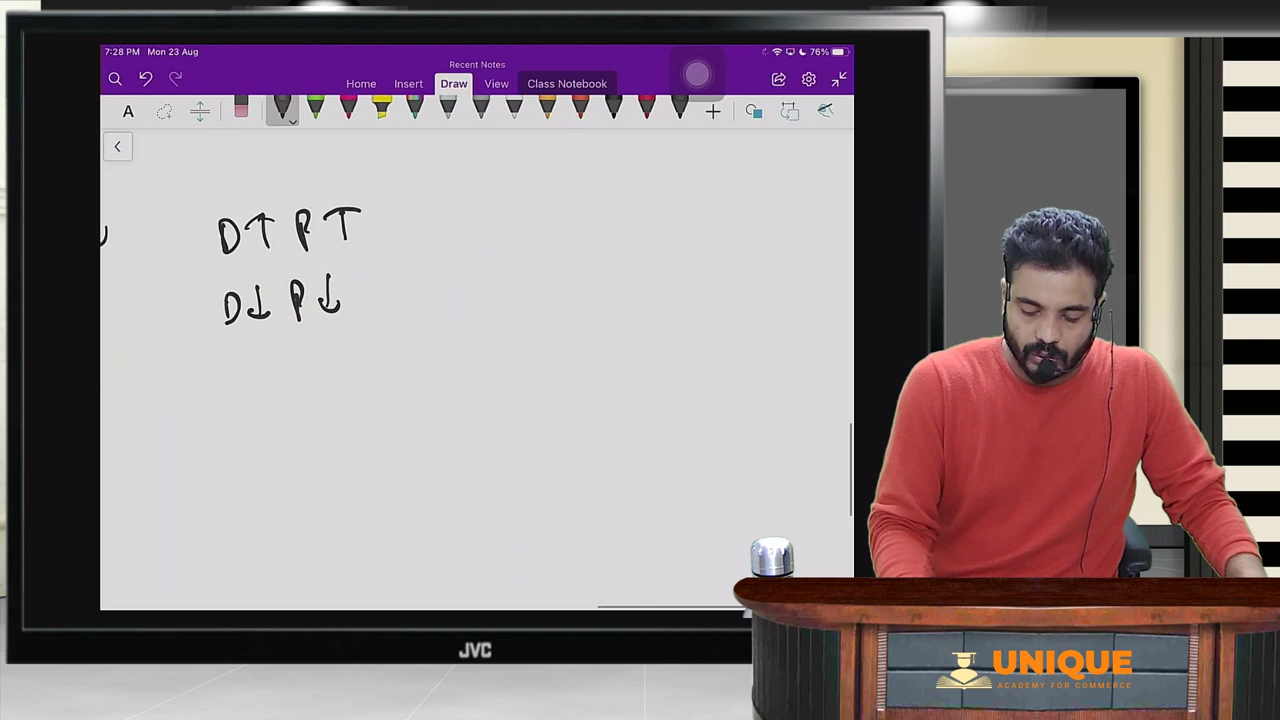 7:28 PM Mon 23 Aug
76%
Recent Notes
Home Insert Draw View Class Notebook
A
D↑ P↑
D↓ P↓
JVC
UNIQUE
ACADEMY FOR COMMERCE